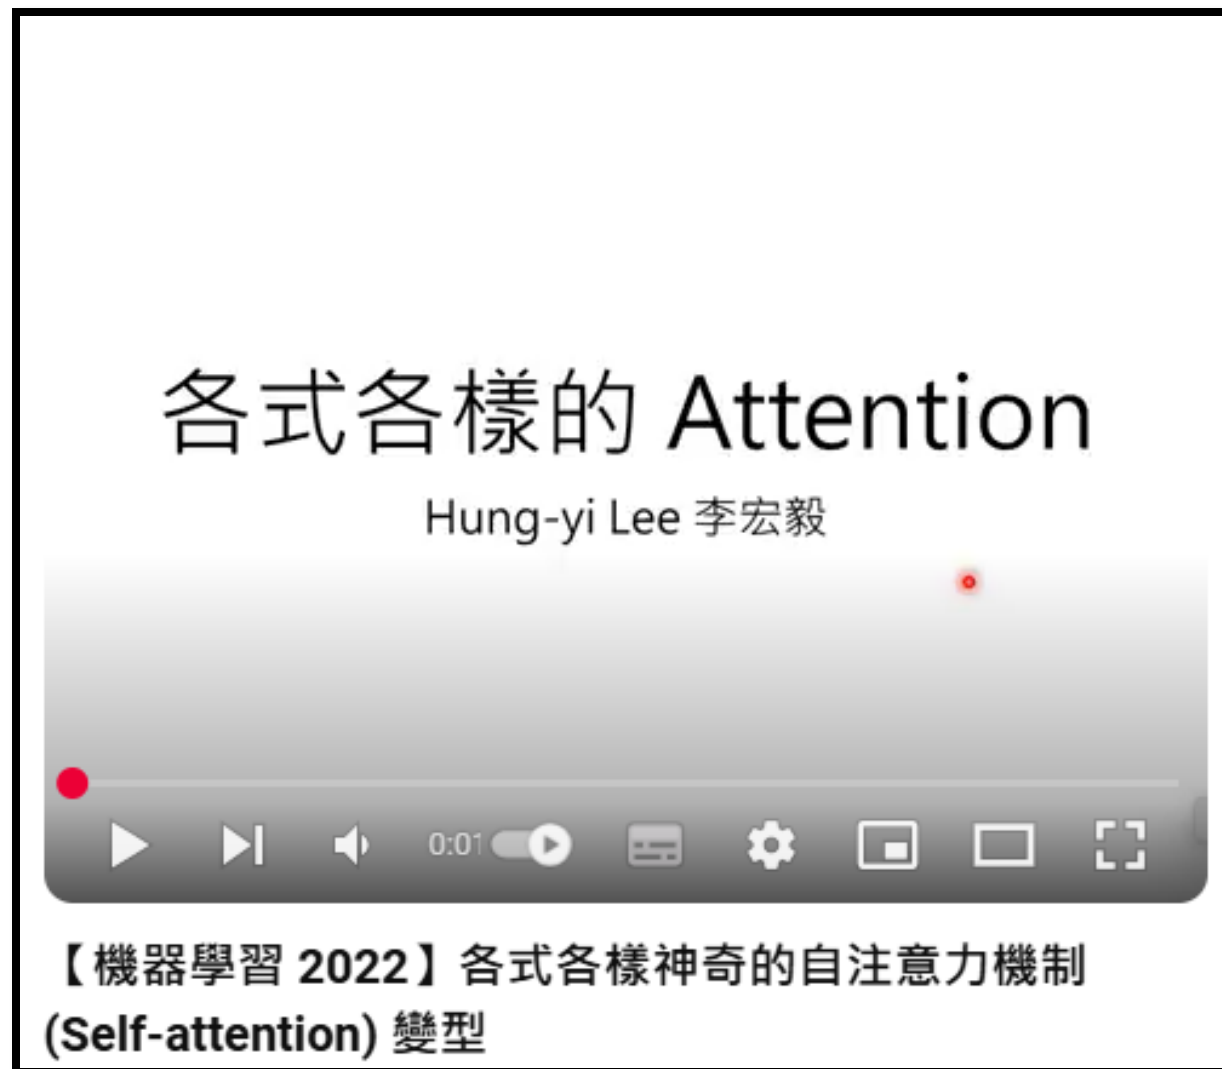 各式各樣的 Attention
Hung-yi Lee 李宏毅
0:01
【機器學習 2022】各式各樣神奇的自注意力機制
(Self-attention) 變型